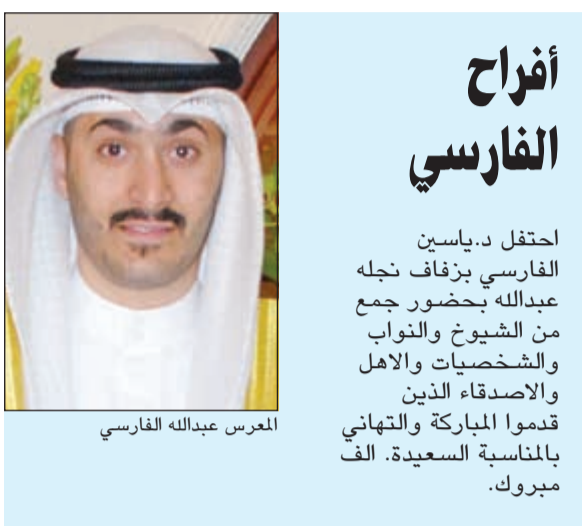 أفراح
الفارسي
احتفل د.ياسين
الفارسي بزفاف نجله
عبدالله بحضور جمع
من الشيوخ والنواب
والشخصيات والاهل
والاصدقاء الذين
قدموا المباركة والتهاني
بالمناسبة السعيدة. الف
مبروك.
المعرس عبدالله الفارسي